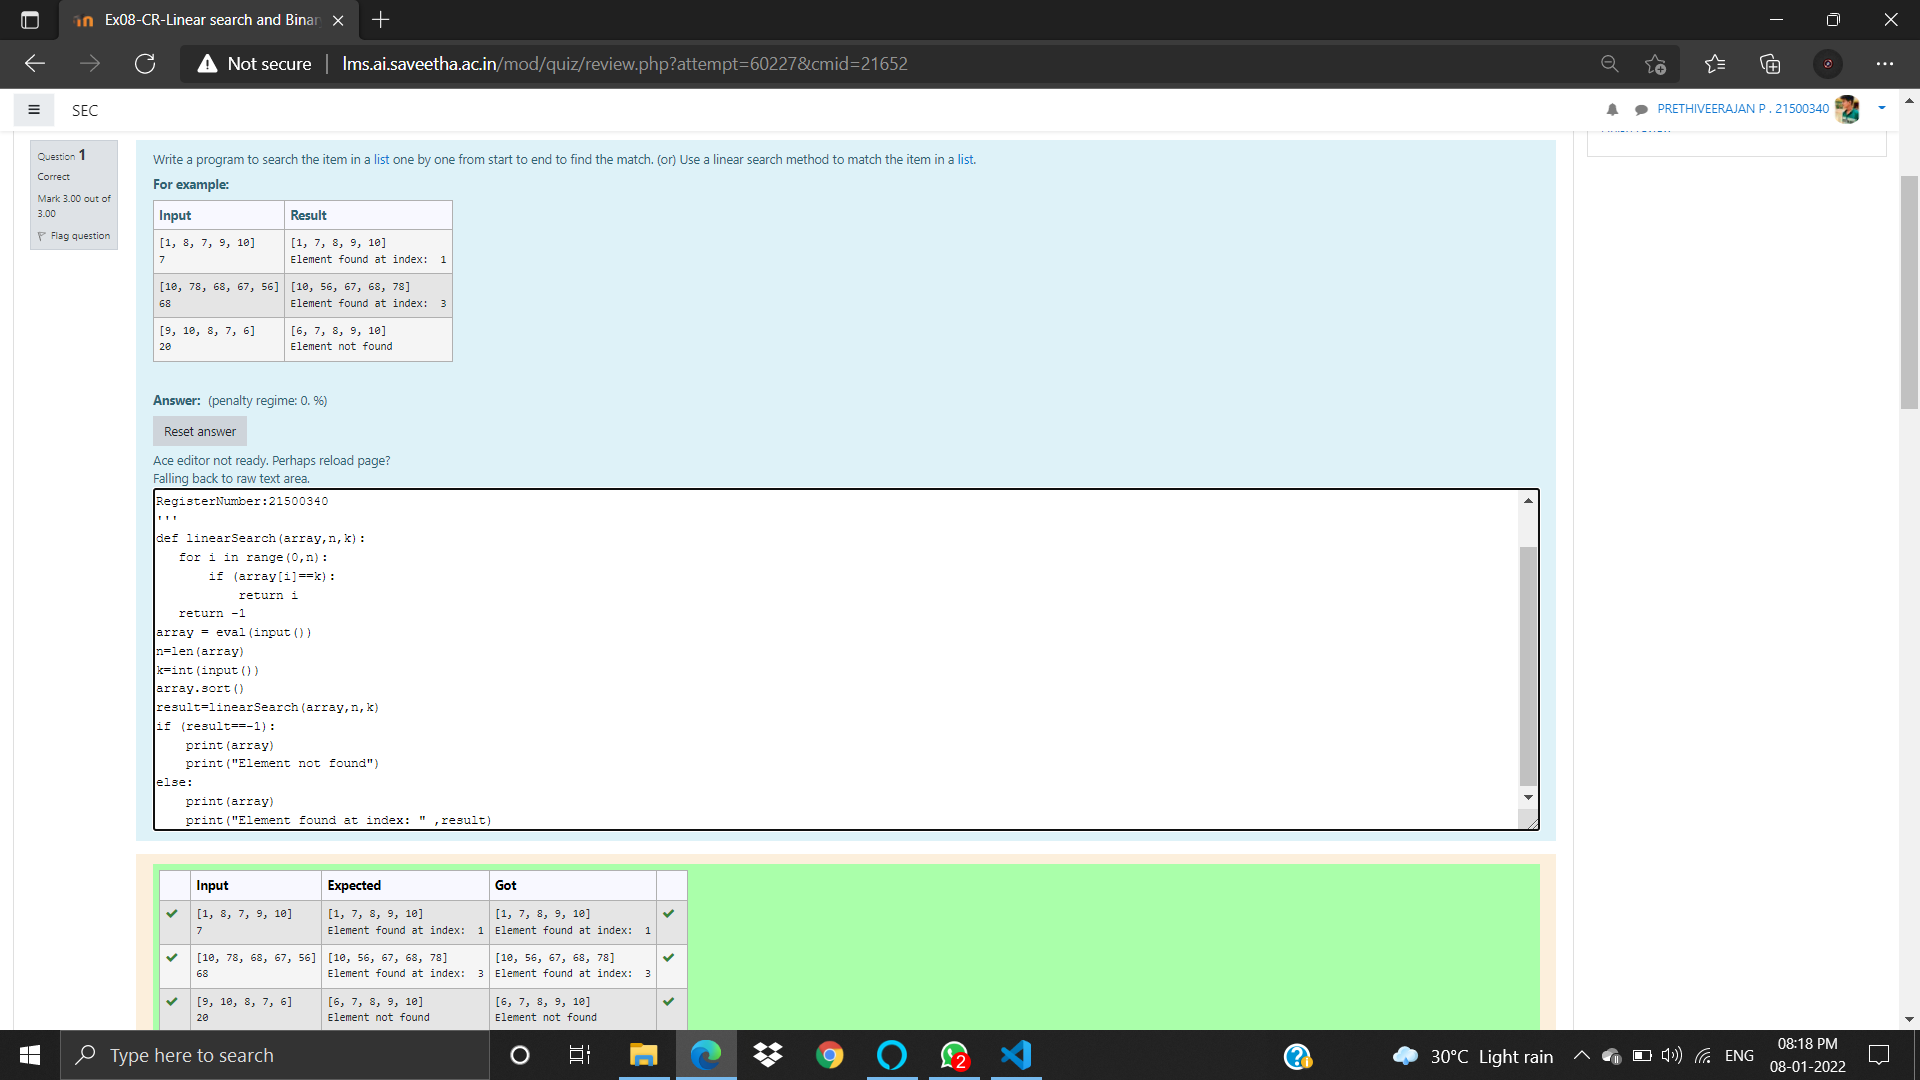 Ex08-CR-Linear search and Binar
Not secure
lms.ai.saveetha.ac.in/mod/quiz/review.php?attempt=60227&cmid=21652
SEC
PRETHIVEERAJAN P . 21500340
Question 1
Correct
Mark 3.00 out of
3.00
Flag question
Write a program to search the item in a list one by one from start to end to find the match. (or) Use a linear search method to match the item in a list.
For example:
Input Result
[1, 8, 7, 9, 10] [1, 7, 8, 9, 10]
7 Element found at index:  1
[10, 78, 68, 67, 56] [10, 56, 67, 68, 78]
68 Element found at index:  3
[9, 10, 8, 7, 6] [6, 7, 8, 9, 10]
20 Element not found
Answer: (penalty regime: 0. %)
Reset answer
Ace editor not ready. Perhaps reload page?
Falling back to raw text area.
RegisterNumber:21500340
'''
def linearSearch(array,n,k):
   for i in range(0,n):
       if (array[i]==k):
           return i
   return -1
array = eval(input())
n=len(array)
k=int(input())
array.sort()
result=linearSearch(array,n,k)
if (result==-1):
    print(array)
    print("Element not found")
else:
    print(array)
    print("Element found at index: " ,result)
Input Expected Got
[1, 8, 7, 9, 10] [1, 7, 8, 9, 10] [1, 7, 8, 9, 10]
7 Element found at index:  1 Element found at index:  1
[10, 78, 68, 67, 56] [10, 56, 67, 68, 78] [10, 56, 67, 68, 78]
68 Element found at index:  3 Element found at index:  3
[9, 10, 8, 7, 6] [6, 7, 8, 9, 10] [6, 7, 8, 9, 10]
20 Element not found Element not found
Type here to search
2
30°C Light rain
ENG
08:18 PM
08-01-2022